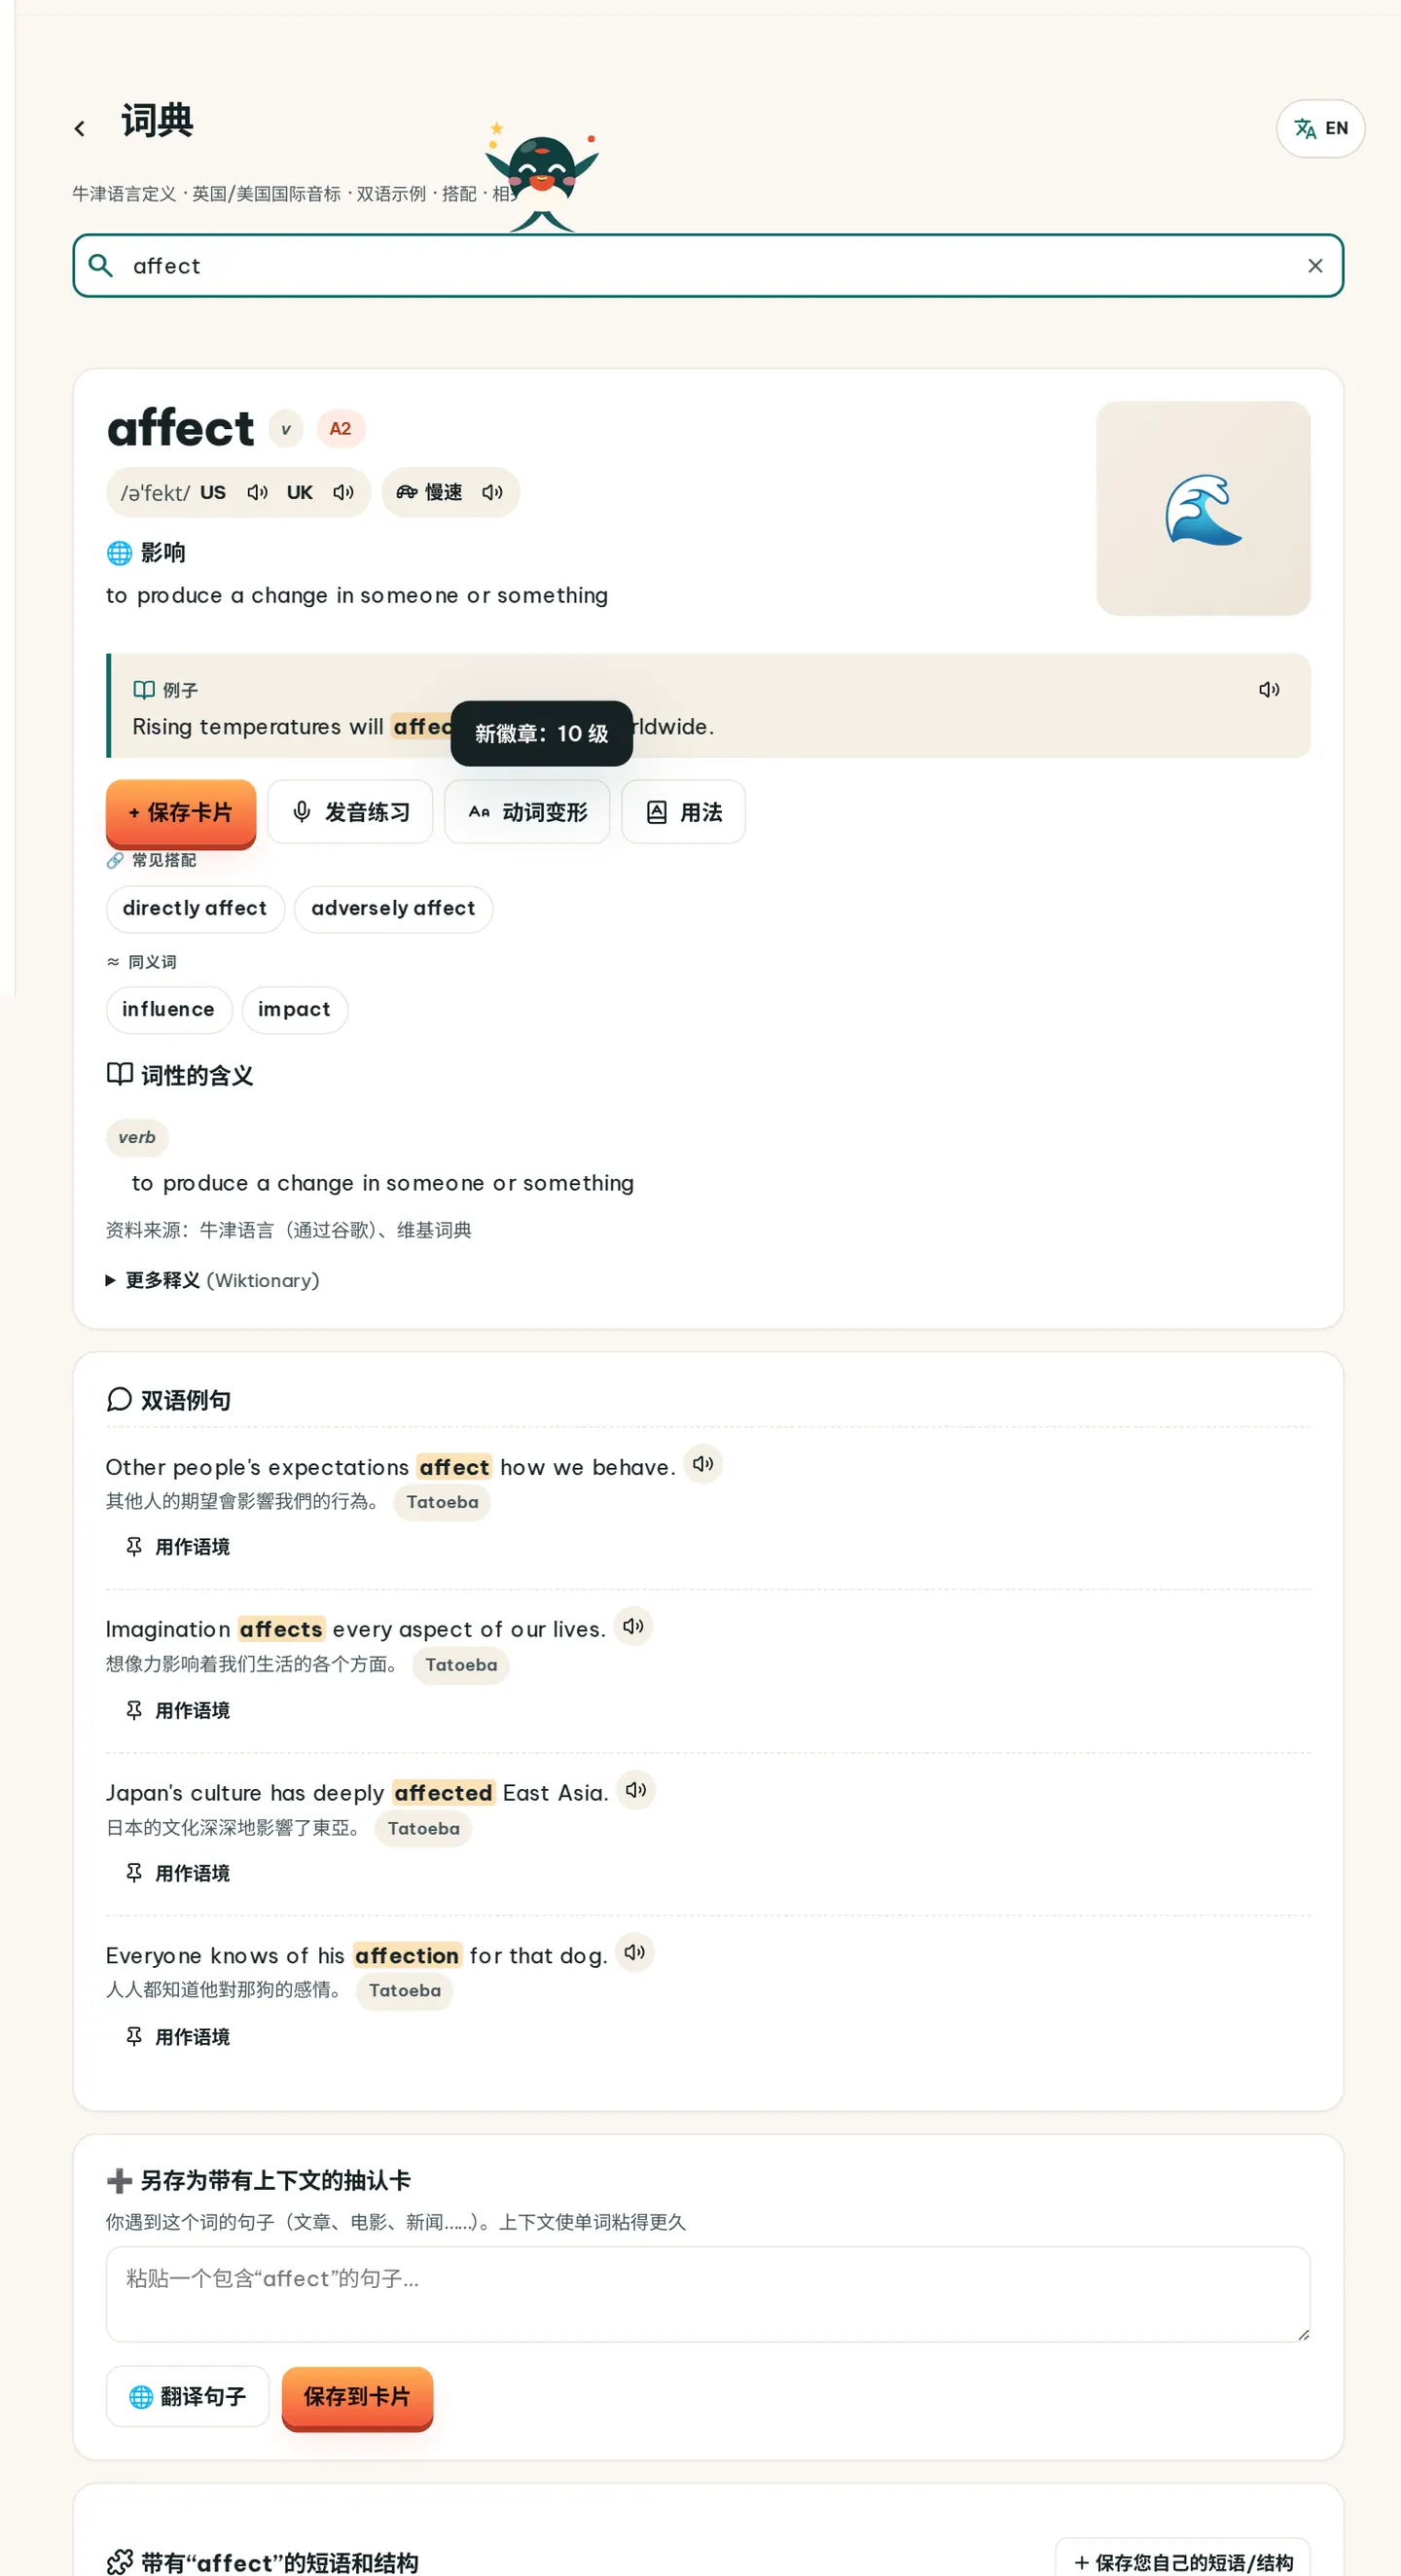 词典
EN
牛津语言定义 · 英国/美国国际音标 · 双语示例 · 搭配 ·
affect
affect v A2
/ə'fekt/ US UK 慢速
影响
to produce a change in someone or something
例子
Rising temperatures will
新徽章：10 级
+ 保存卡片 发音练习 动词变形 用法
常见搭配
directly affect adversely affect
≈ 同义词
influence impact
词性的含义
verb
to produce a change in someone or something
资料来源：牛津语言（通过谷歌）、维基词典
更多释义 (Wiktionary)
双语例句
Other people's expectations affect how we behave.
其他人的期望會影響我們的行為。 Tatoeba
用作语境
Imagination affects every aspect of our lives.
想像力影响着我们生活的各个方面。 Tatoeba
用作语境
Japan's culture has deeply affected East Asia.
日本的文化深深地影響了東亞。 Tatoeba
用作语境
Everyone knows of his affection for that dog.
人人都知道他對那狗的感情。 Tatoeba
用作语境
另存为带有上下文的抽认卡
你遇到这个词的句子（文章、电影、新闻……）。上下文使单词粘得更久
粘贴一个包含“affect”的句子...
翻译句子 保存到卡片
带有“affect”的短语和结构
+ 保存您自己的短语/结构